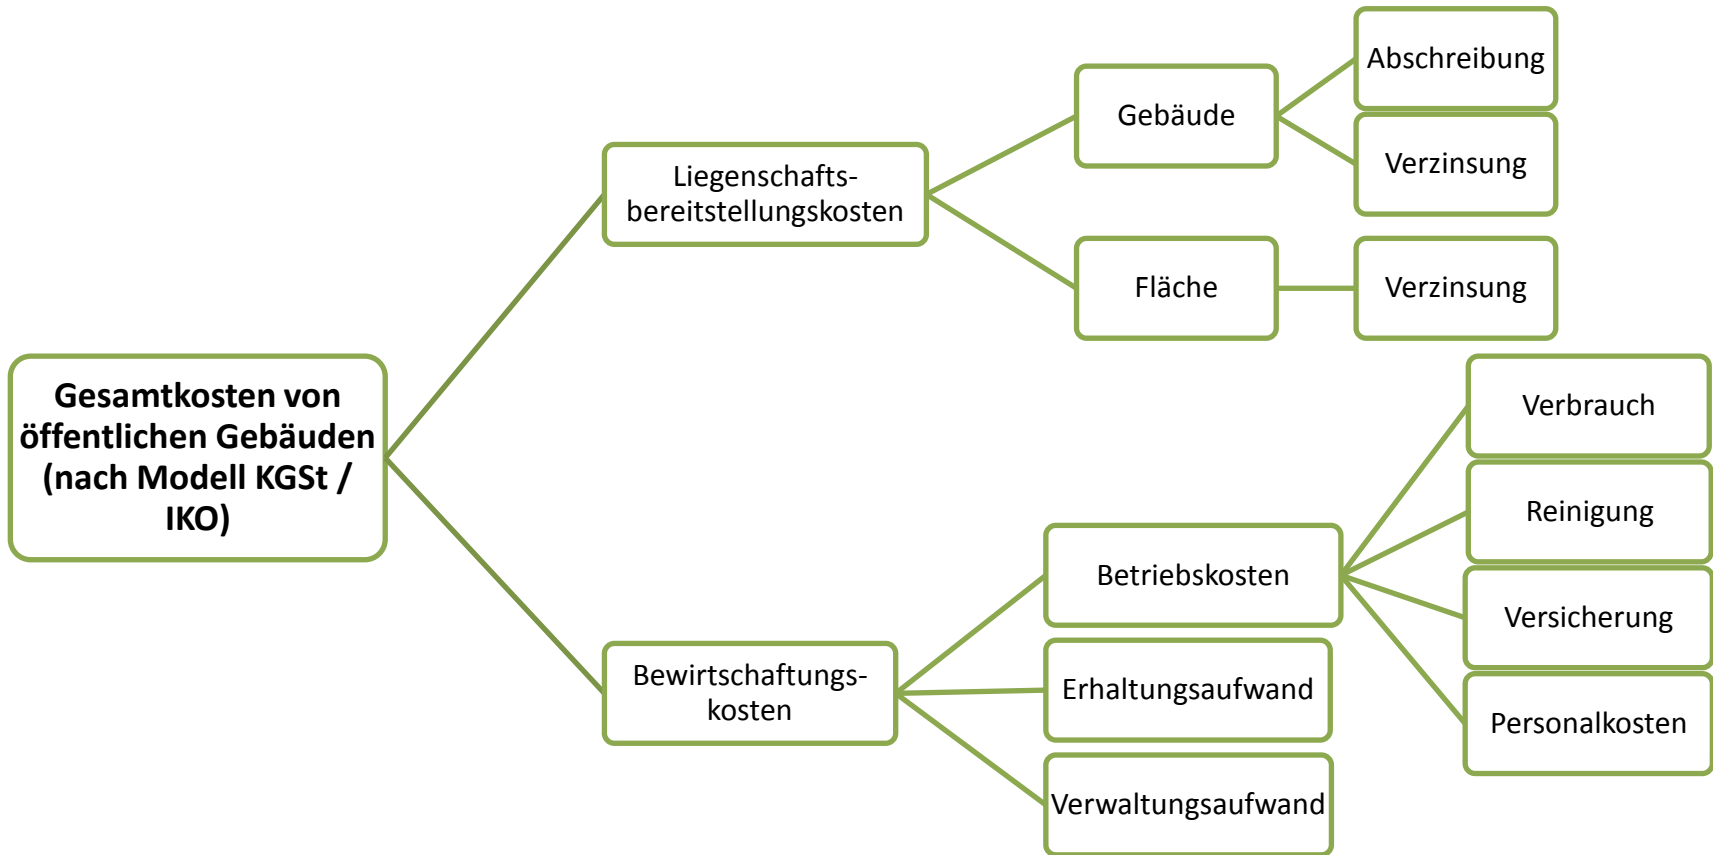 Gesamtkosten von
öffentlichen Gebäuden
(nach Modell KGSt /
IKO)
Liegenschafts-
bereitstellungskosten
Gebäude
Abschreibung
Verzinsung
Fläche
Verzinsung
Bewirtschaftungs-
kosten
Betriebskosten
Verbrauch
Reinigung
Versicherung
Personalkosten
Erhaltungsaufwand
Verwaltungsaufwand